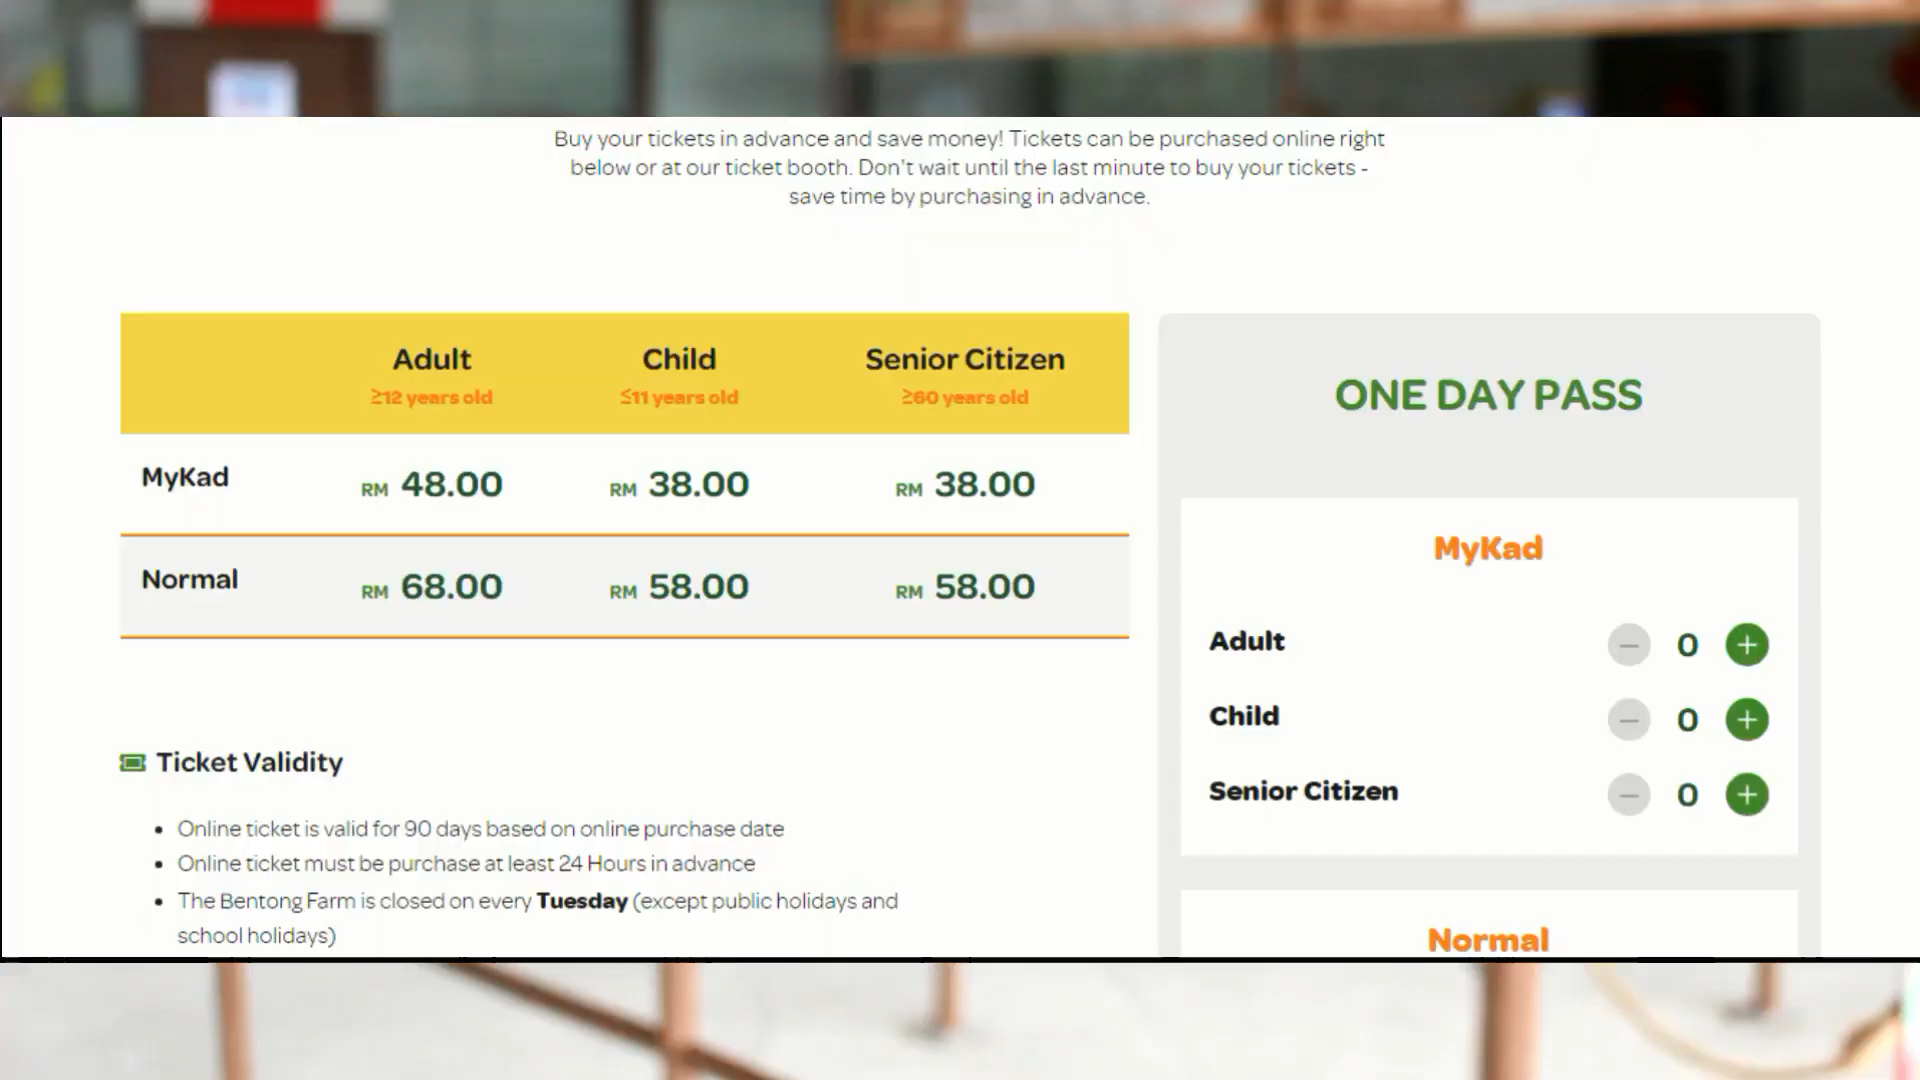 Buy your tickets in advance and save money! Tickets can be purchased online right
below or at our ticket booth. Don't wait until the last minute to buy your tickets -
save time by purchasing in advance.
Adult Child Senior Citizen
≥12 years old ≤11 years old ≥60 years old
MyKad RM 48.00 RM 38.00 RM 38.00
Normal RM 68.00 RM 58.00 RM 58.00
Ticket Validity
• Online ticket is valid for 90 days based on online purchase date
• Online ticket must be purchase at least 24 Hours in advance
• The Bentong Farm is closed on every Tuesday (except public holidays and
school holidays)
ONE DAY PASS
MyKad
Adult − 0 +
Child − 0 +
Senior Citizen − 0 +
Normal